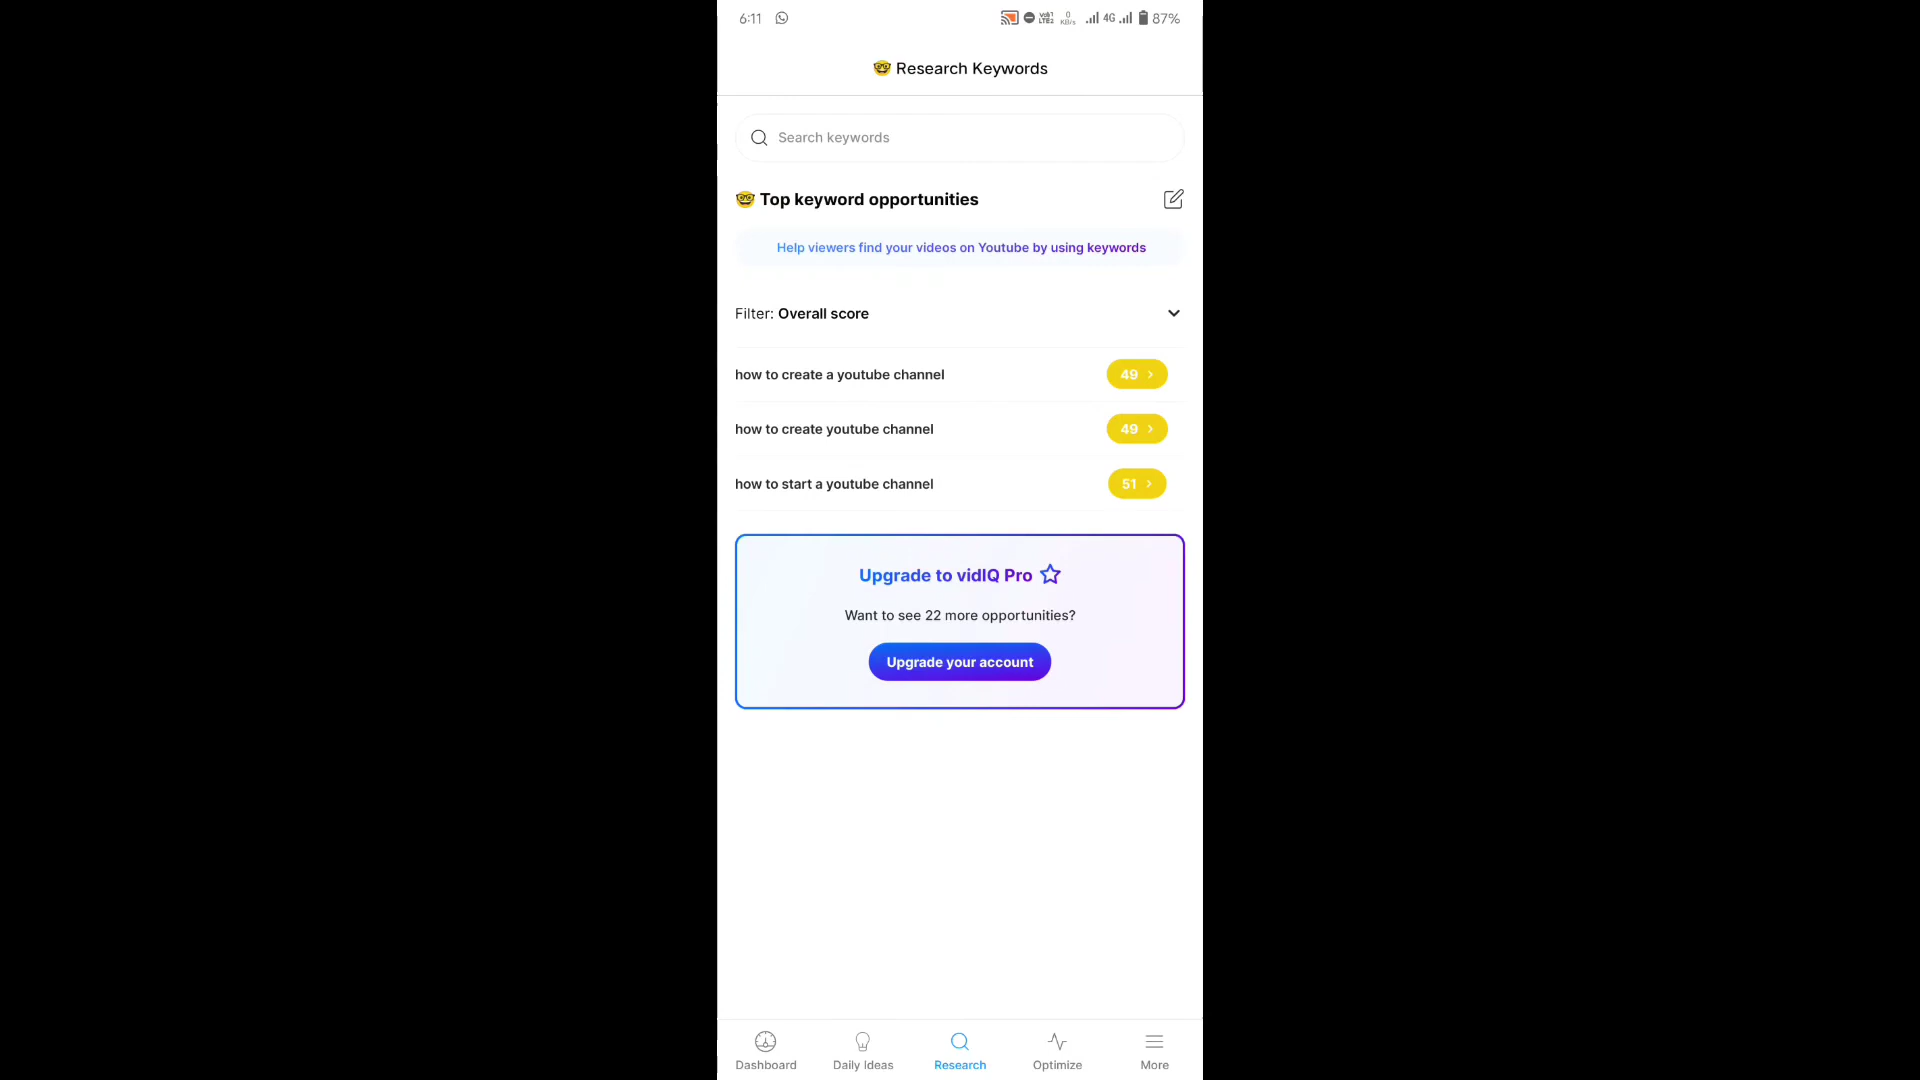 6:11 4G 87%
Research Keywords
Search keywords
Top keyword opportunities
Help viewers find your videos on Youtube by using keywords
Filter: Overall score
how to create a youtube channel 49
how to create youtube channel 49
how to start a youtube channel 51
Upgrade to vidIQ Pro
Want to see 22 more opportunities?
Upgrade your account
Dashboard Daily Ideas Research Optimize More